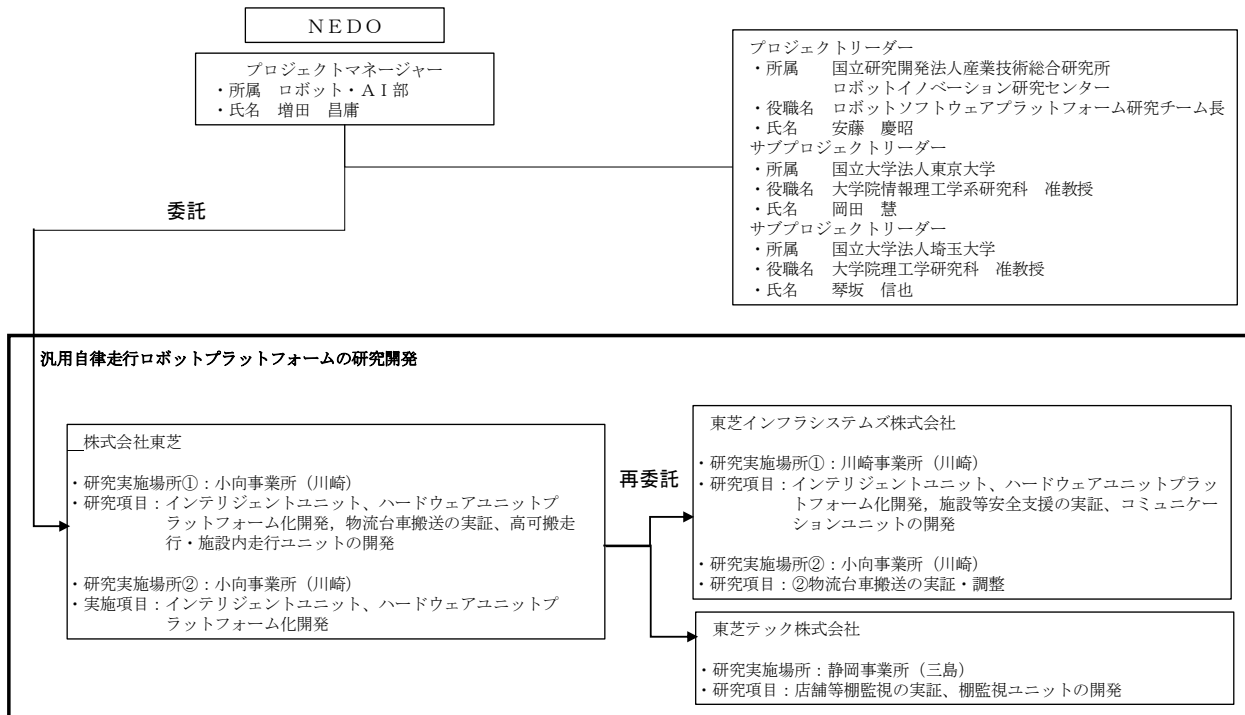 ＮＥＤＯ
プロジェクトマネージャー
・所属　ロボット・ＡＩ部
・氏名　増田　昌庸
プロジェクトリーダー
・所属　国立研究開発法人産業技術総合研究所
ロボットイノベーション研究センター
・役職名　ロボットソフトウェアプラットフォーム研究チーム長
・氏名　安藤　慶昭
サブプロジェクトリーダー
・所属　国立大学法人東京大学
・役職名　大学院情報理工学系研究科　准教授
・氏名　岡田　慧
サブプロジェクトリーダー
・所属　国立大学法人埼玉大学
・役職名　大学院理工学研究科　准教授
・氏名　琴坂　信也
委託
汎用自律走行ロボットプラットフォームの研究開発
株式会社東芝
・研究実施場所①：小向事業所（川崎）
・研究項目：インテリジェントユニット、ハードウェアユニットプ
ラットフォーム化開発，物流台車搬送の実証、高可搬走
行・施設内走行ユニットの開発
・研究実施場所②：小向事業所（川崎）
・実施項目：インテリジェントユニット、ハードウェアユニットプ
ラットフォーム化開発
再委託
東芝インフラシステムズ株式会社
・研究実施場所①：川崎事業所（川崎）
・研究項目：インテリジェントユニット、ハードウェアユニットプラッ
トフォーム化開発，施設等安全支援の実証、コミュニケー
ションユニットの開発
・研究実施場所②：小向事業所（川崎）
・研究項目：②物流台車搬送の実証・調整
東芝テック株式会社
・研究実施場所：静岡事業所（三島）
・研究項目：店舗等棚監視の実証、棚監視ユニットの開発